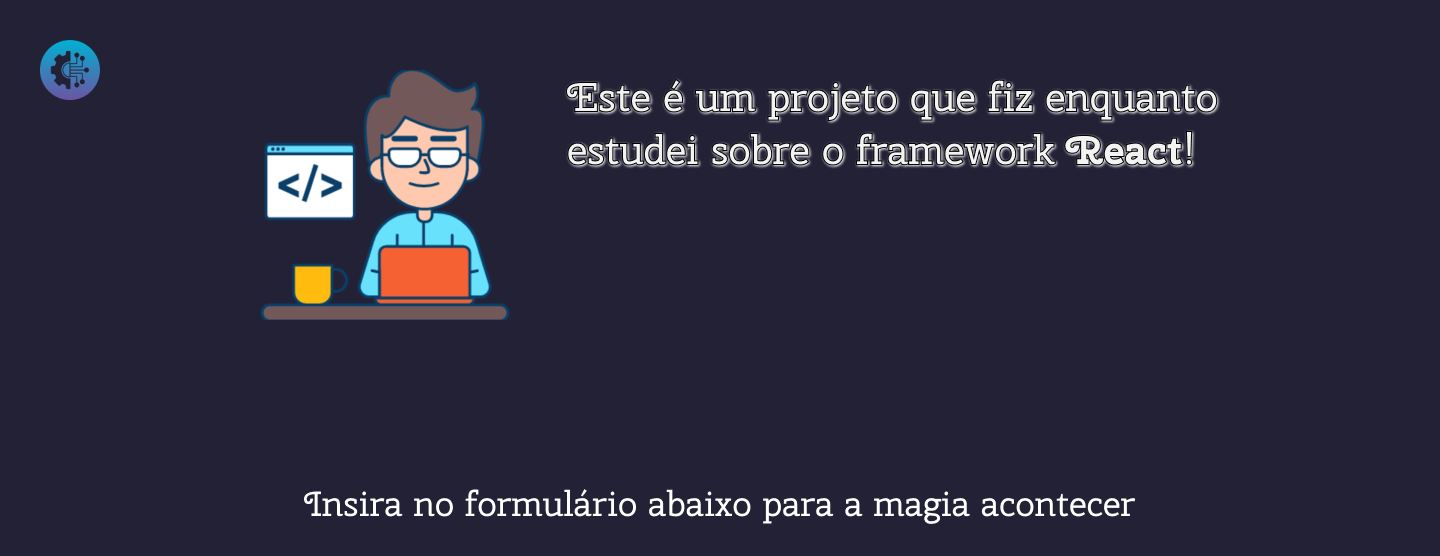 Este é um projeto que fiz enquanto
estudei sobre o framework React!
</>
Insira no formulário abaixo para a magia acontecer